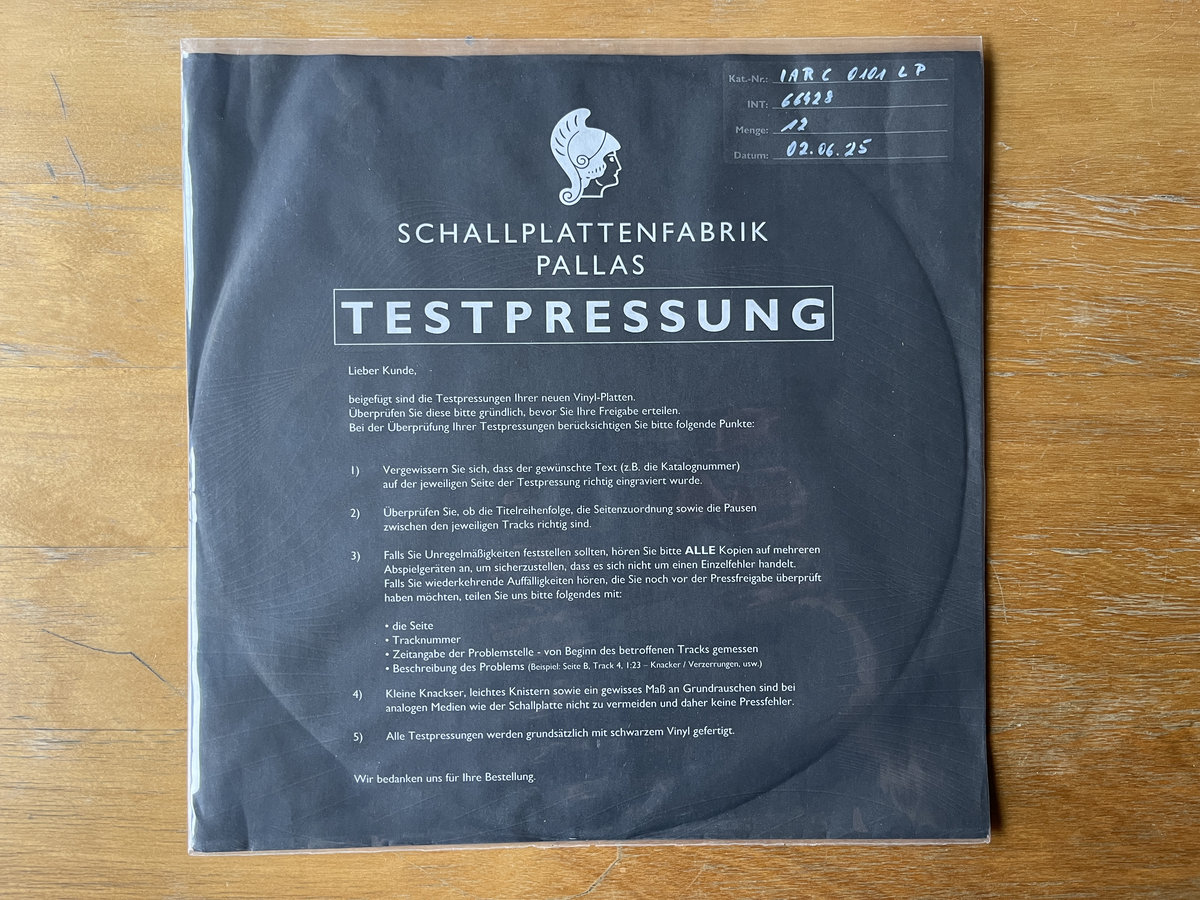 Kat.-Nr.: IARC 0101 LP
INT: 66428
Menge: 12
Datum: 02.06.25
SCHALLPLATTENFABRIK
PALLAS
TESTPRESSUNG
Lieber Kunde,
beigefügt sind die Testpressungen Ihrer neuen Vinyl-Platten.
Überprüfen Sie diese bitte gründlich, bevor Sie Ihre Freigabe erteilen.
Bei der Überprüfung Ihrer Testpressungen berücksichtigen Sie bitte folgende Punkte:
1) Vergewissern Sie sich, dass der gewünschte Text (z.B. die Katalognummer)
auf der jeweiligen Seite der Testpressung richtig eingraviert wurde.
2) Überprüfen Sie, ob die Titelreihenfolge, die Seitenzuordnung sowie die Pausen
zwischen den jeweiligen Tracks richtig sind.
3) Falls Sie Unregelmäßigkeiten feststellen sollten, hören Sie bitte ALLE Kopien auf mehreren
Abspielgeräten an, um sicherzustellen, dass es sich nicht um einen Einzelfehler handelt.
Falls Sie wiederkehrende Auffälligkeiten hören, die Sie noch vor der Pressfreigabe überprüft
haben möchten, teilen Sie uns bitte folgendes mit:
• die Seite
• Tracknummer
• Zeitangabe der Problemstelle - von Beginn des betroffenen Tracks gemessen
• Beschreibung des Problems (Beispiel: Seite B, Track 4, 1:23 – Knacker / Verzerrungen, usw.)
4) Kleine Knackser, leichtes Knistern sowie ein gewisses Maß an Grundrauschen sind bei
analogen Medien wie der Schallplatte nicht zu vermeiden und daher keine Pressfehler.
5) Alle Testpressungen werden grundsätzlich mit schwarzem Vinyl gefertigt.
Wir bedanken uns für Ihre Bestellung.